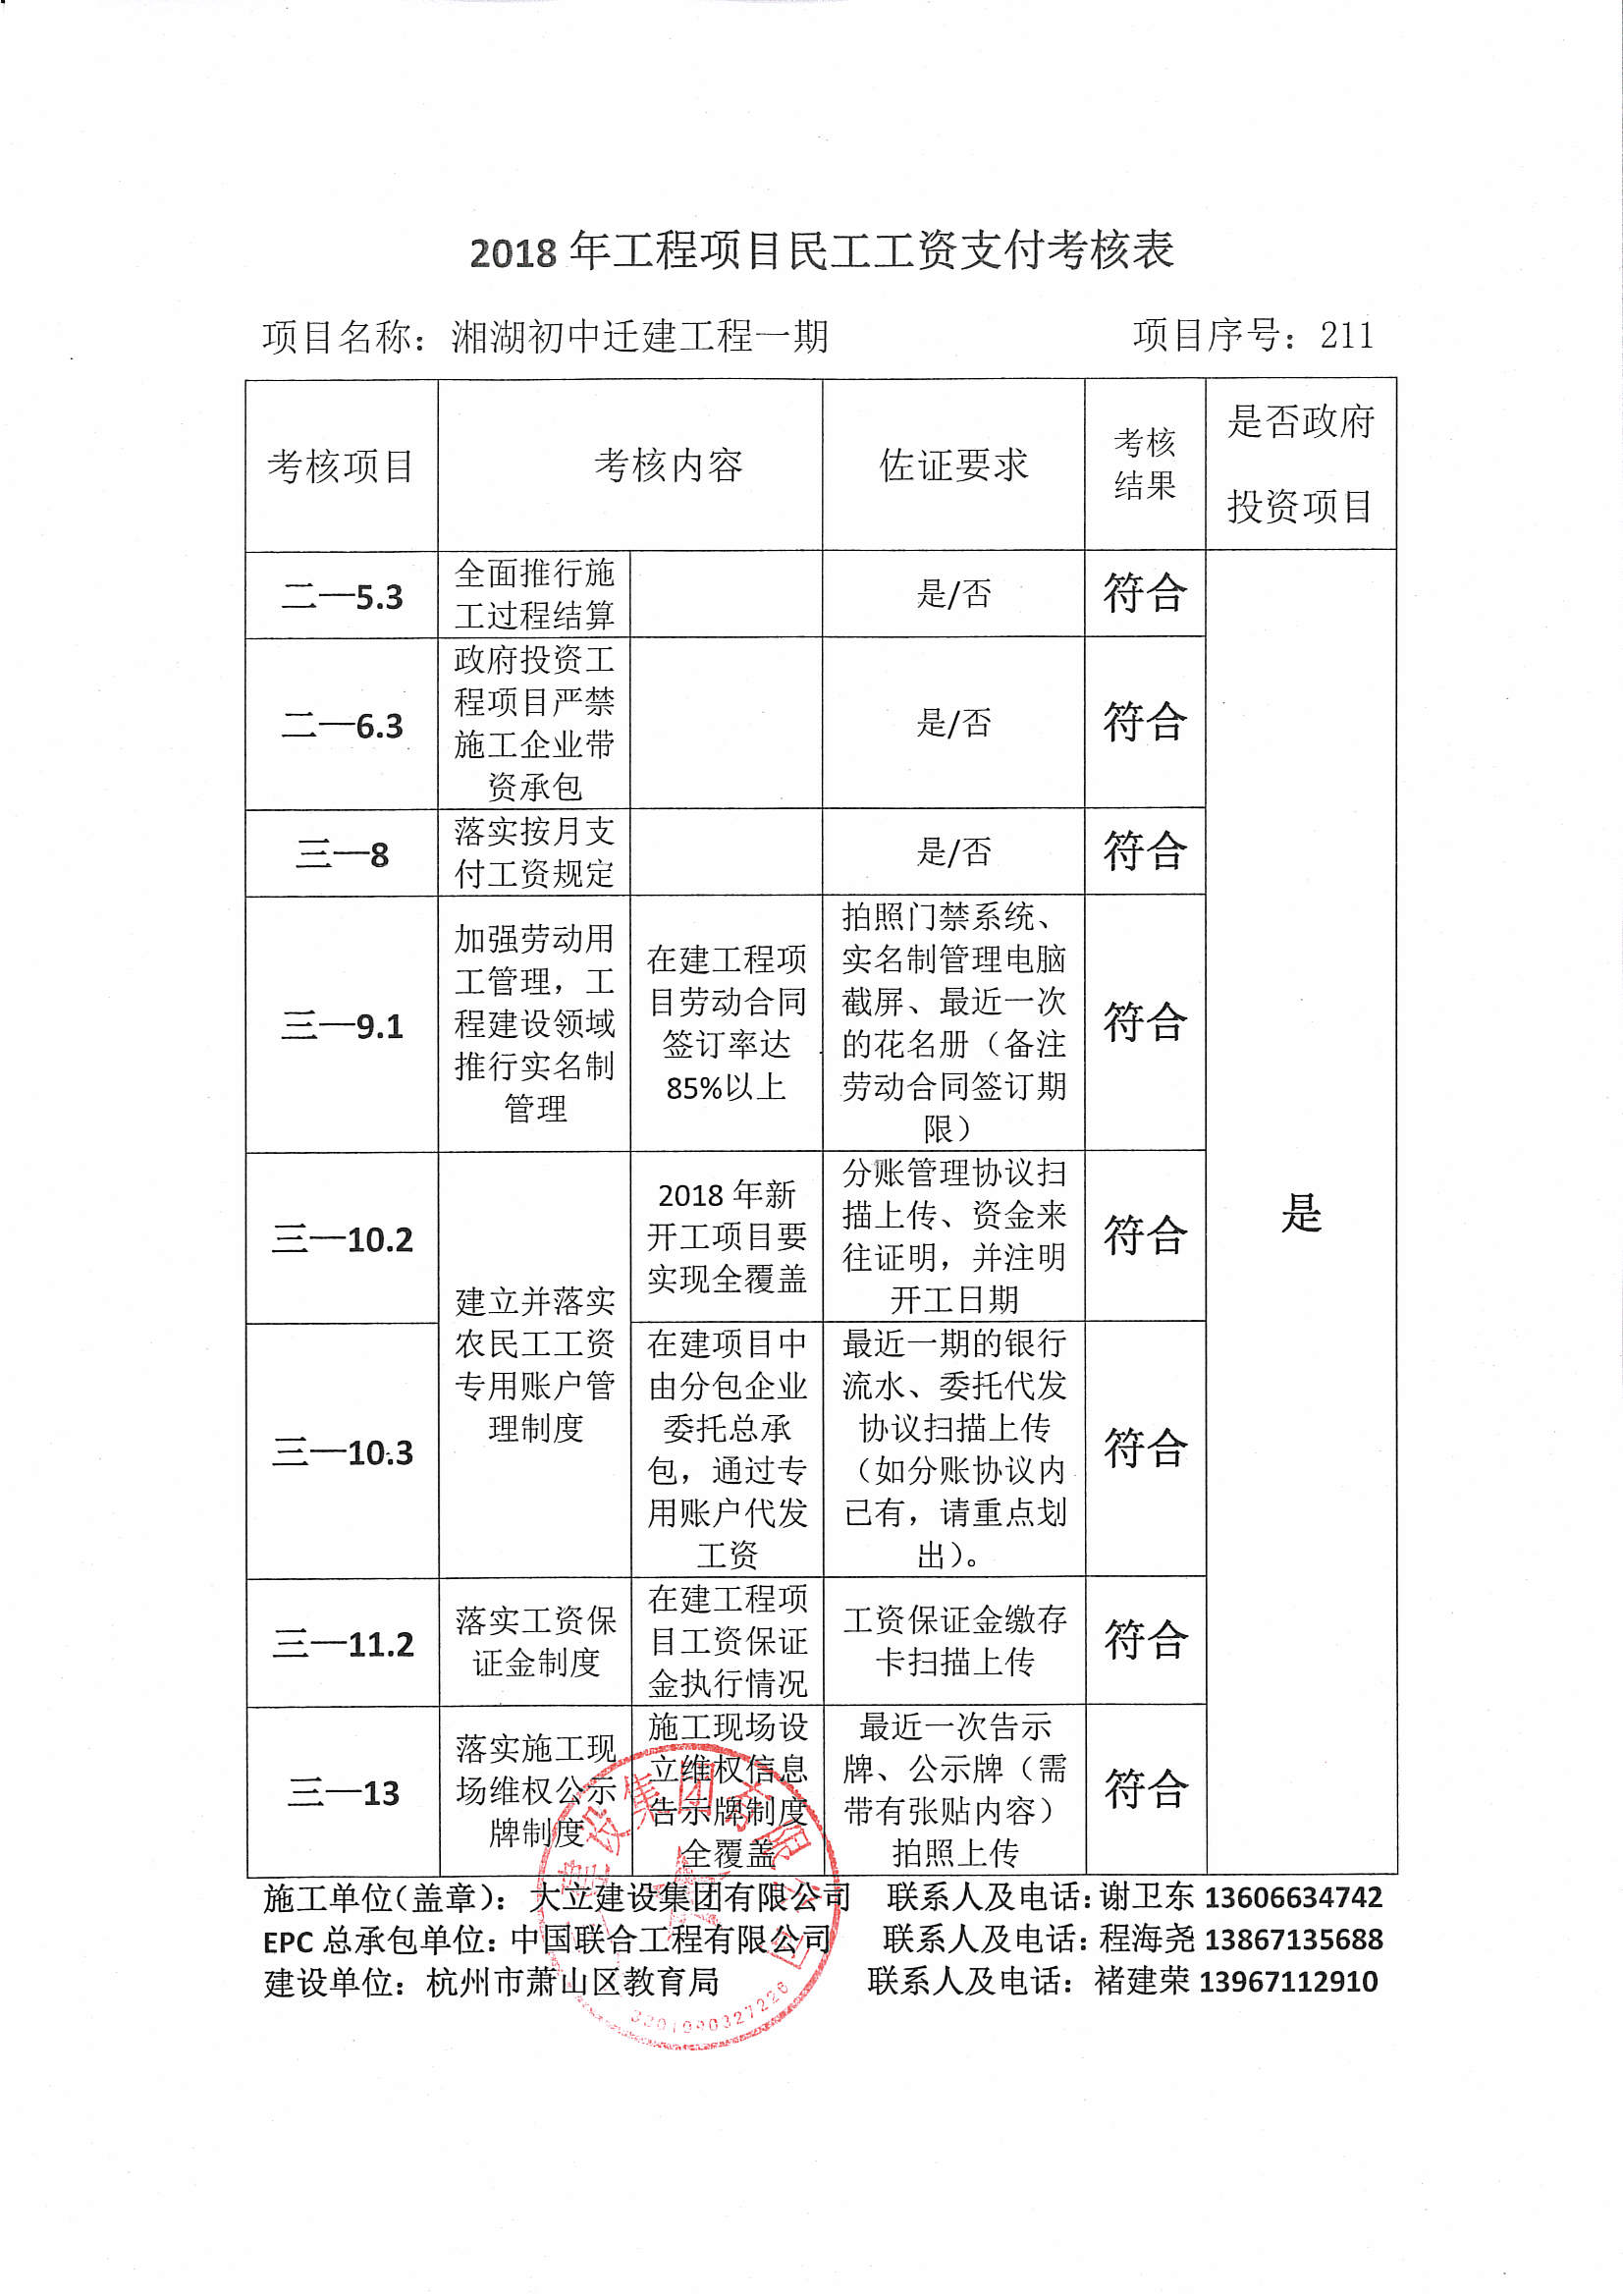 2018 年工程项目民工工资支付考核表
项目名称：湘湖初中迁建工程一期 项目序号：211
考核项目 考核内容 佐证要求 考核
结果 是否政府
投资项目
二一5.3 全面推行施
工过程结算 是/否 符合
二一6.3 政府投资工
程项目严禁
施工企业带
资承包 是/否 符合
三一8 落实按月支
付工资规定 是/否 符合
三一9.1 加强劳动用
工管理，工
程建设领域
推行实名制
管理
在建工程项
目劳动合同
签订率达
85%以上
拍照门禁系统、
实名制管理电脑
截屏、最近一次
的花名册（备注
劳动合同签订期
限）
符合
三一10.2
建立并落实
农民工工资
专用账户管
理制度
2018 年新
开工项目要
实现全覆盖
分账管理协议扫
描上传、资金来
往证明，并注明
开工日期
符合
是
三一10.3
在建项目中
由分包企业
委托总承
包，通过专
用账户代发
工资
最近一期的银行
流水、委托代发
协议扫描上传
（如分账协议内
已有，请重点划
出）。
符合
三一11.2
落实工资保
证金制度
在建工程项
目工资保证
金执行情况
工资保证金缴存
卡扫描上传
符合
三一13
落实施工现
场维权公示
牌制度
施工现场设
立维权信息
告示牌制度
全覆盖
最近一次告示
牌、公示牌（需
带有张贴内容）
拍照上传
符合
施工单位(盖章)：大立建设集团有限公司 联系人及电话：谢卫东 13606634742
EPC 总承包单位：中国联合工程有限公司 联系人及电话：程海尧 13867135688
建设单位：杭州市萧山区教育局 联系人及电话：褚建荣 13967112910
建设集团有限公司